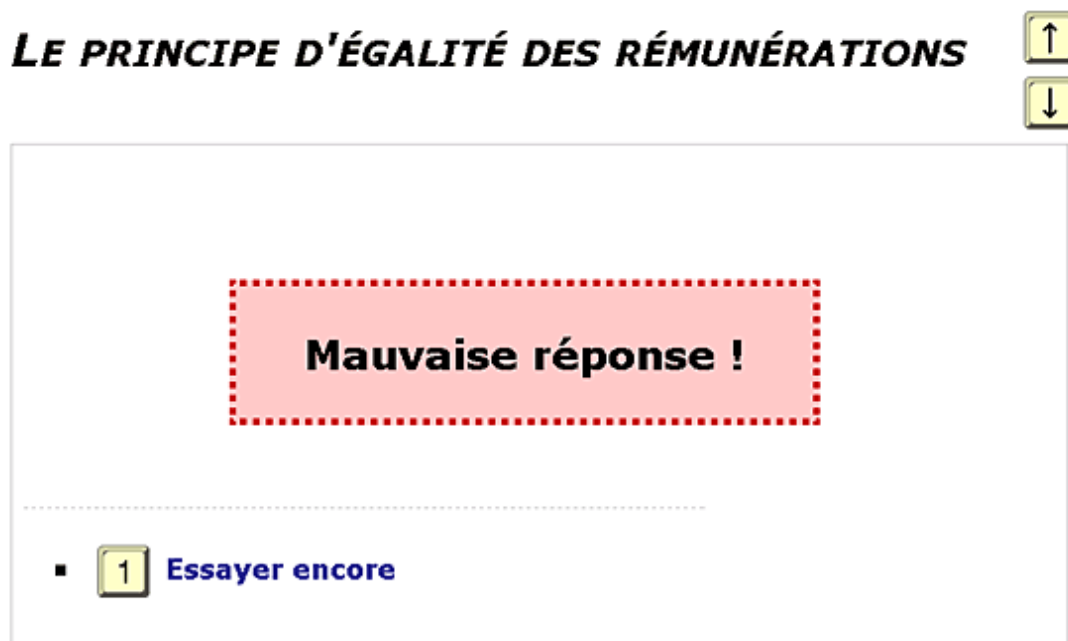 LE PRINCIPE D'ÉGALITÉ DES RÉMUNÉRATIONS
↑
↓
Mauvaise réponse !
1 Essayer encore